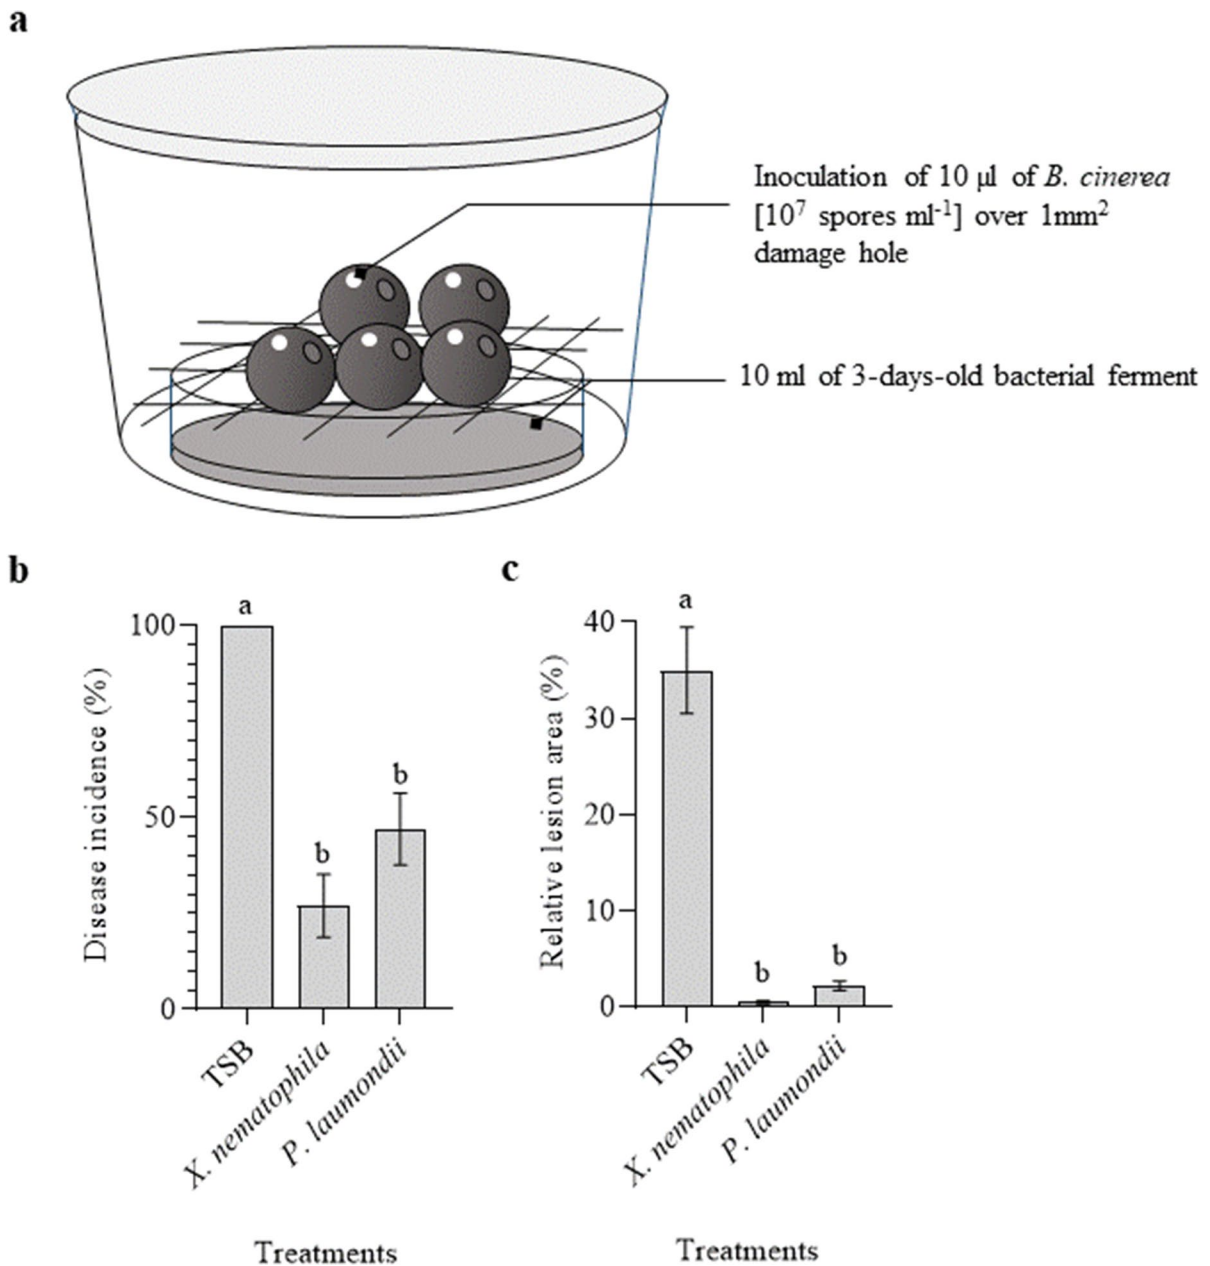 a
Inoculation of 10 µl of B. cinerea
[10⁷ spores ml⁻¹] over 1mm²
damage hole
10 ml of 3-days-old bacterial ferment
b
Disease incidence (%)
100
50
0
a
b
b
TSB
X. nematophila
P. laumondii
Treatments
c
Relative lesion area (%)
40
30
20
10
0
a
b
b
TSB
X. nematophila
P. laumondii
Treatments